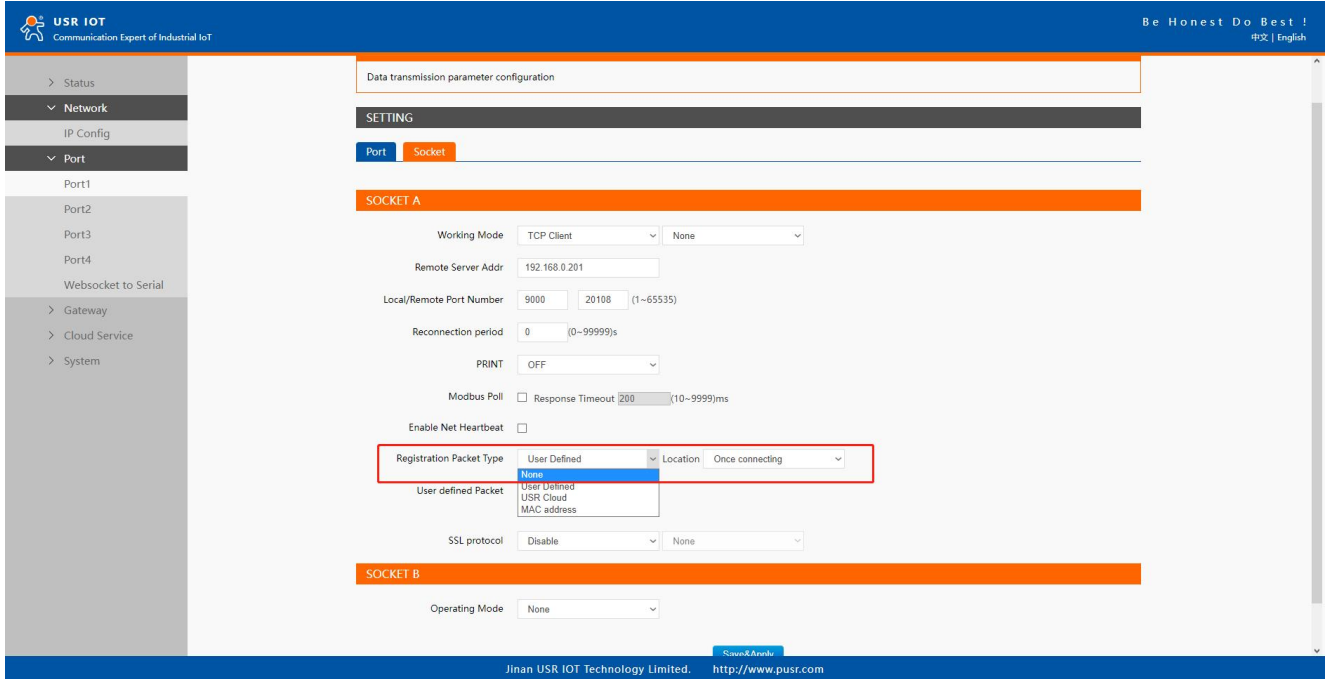 USR IOT
Communication Expert of Industrial IoT
Be Honest Do Best !
中文 | English
Status
Network
IP Config
Port
Port1
Port2
Port3
Port4
Websocket to Serial
Gateway
Cloud Service
System
Data transmission parameter configuration
SETTING
Port Socket
SOCKET A
Working Mode TCP Client None
Remote Server Addr 192.168.0.201
Local/Remote Port Number 9000 20108 (1~65535)
Reconnection period 0 (0~99999)s
PRINT OFF
Modbus Poll Response Timeout 200 (10~9999)ms
Enable Net Heartbeat
Registration Packet Type User Defined Location Once connecting
None
User Defined
User defined Packet
USR Cloud
MAC address
SSL protocol Disable None
SOCKET B
Operating Mode None
Save&Apply
Jinan USR IOT Technology Limited. http://www.pusr.com